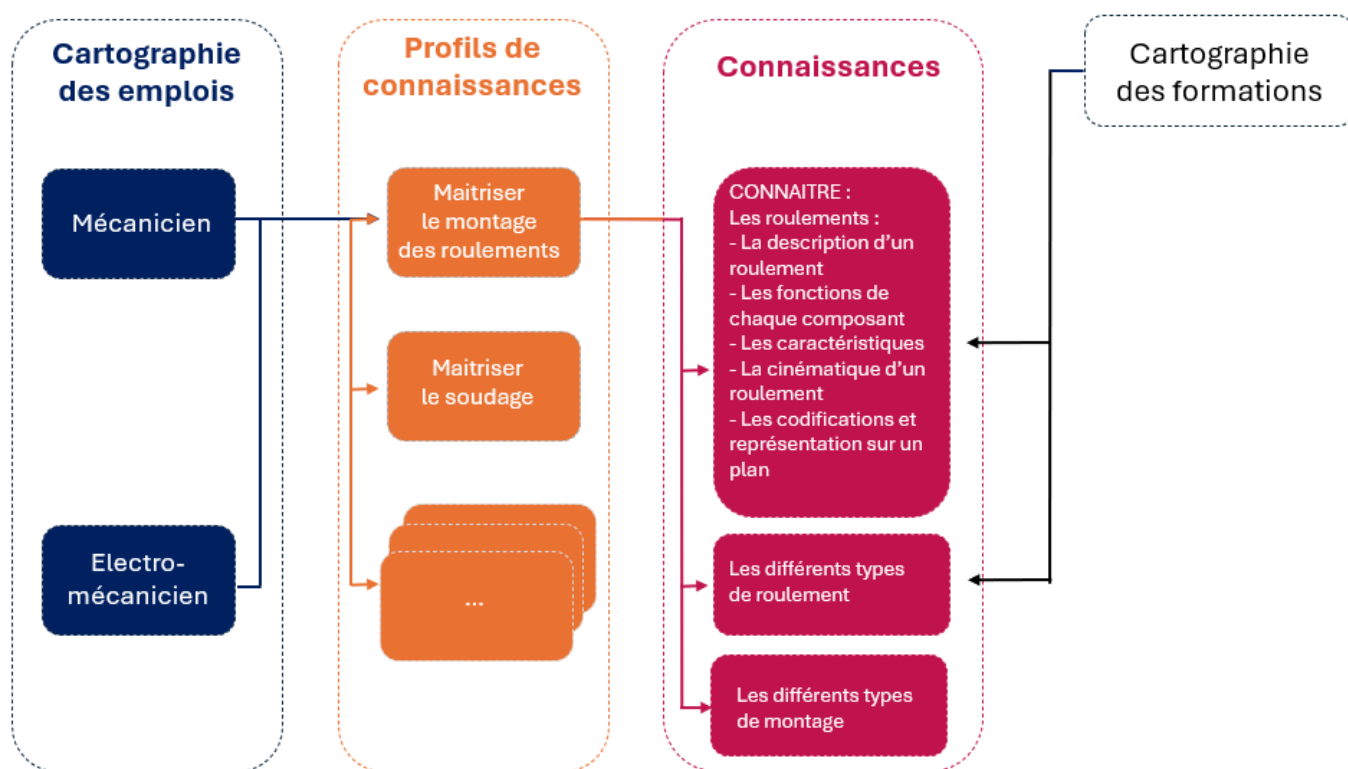 Cartographie
des emplois
Mécanicien
Electro-
mécanicien
Profils de
connaissances
Maitriser
le montage
des roulements
Maitriser
le soudage
...
Connaissances
CONNAITRE :
Les roulements :
- La description d’un
roulement
- Les fonctions de
chaque composant
- Les caractéristiques
- La cinématique d’un
roulement
- Les codifications et
représentation sur un
plan
Les différents types
de roulement
Les différents types
de montage
Cartographie
des formations